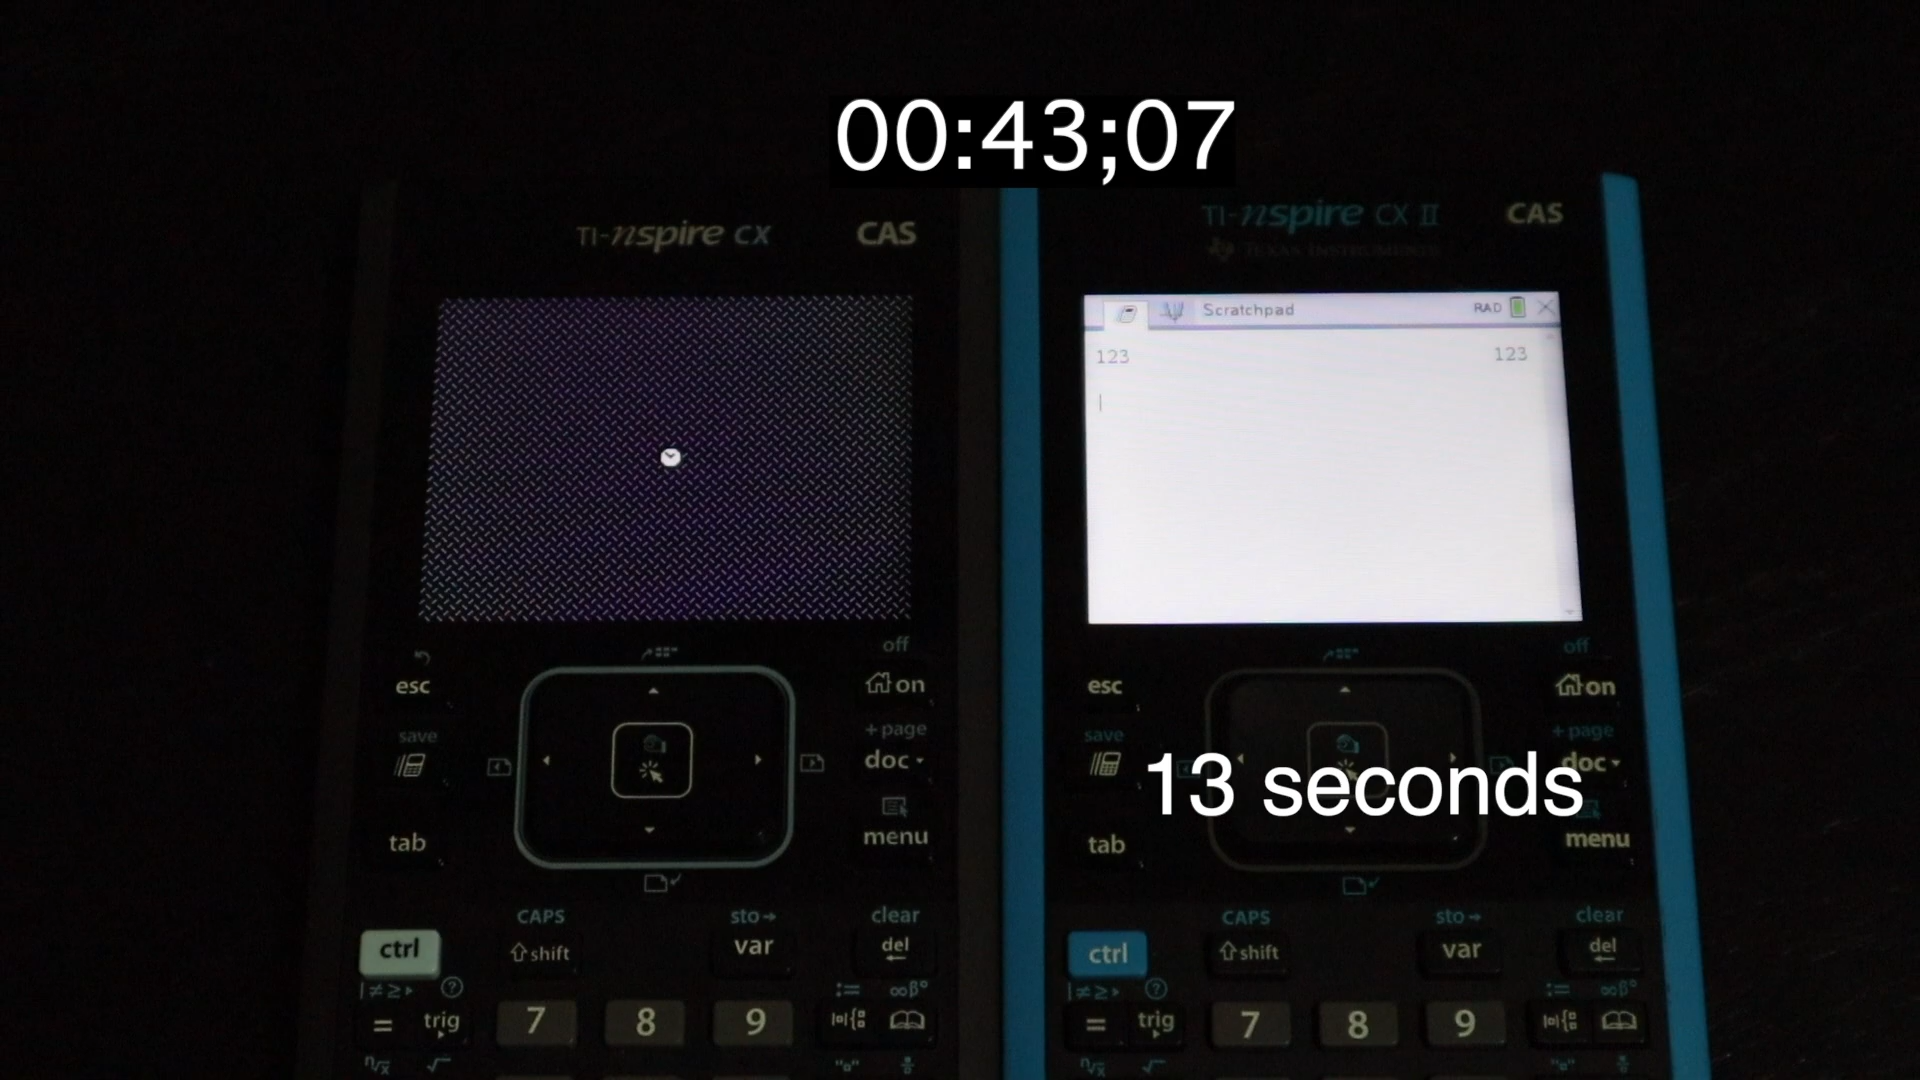 00:43;07
TI-nspire CX CAS
TI-nspire CX II CAS
TEXAS INSTRUMENTS
Scratchpad RAD
123 123
off
esc
on
save
+ page
doc
tab
menu
CAPS
sto→
clear
ctrl
shift
var
del
|≠≥▸
?
:=
∞β°
=
trig
7
8
9
off
esc
on
save
+ page
doc
13 seconds
tab
menu
CAPS
sto→
clear
ctrl
shift
var
del
|≠≥▸
?
:=
∞β°
=
trig
7
8
9